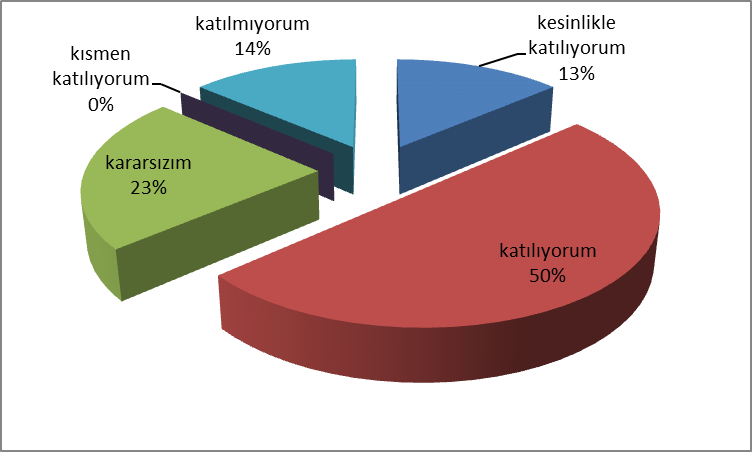 kesinlikle
katılıyorum
13%
katılıyorum
50%
kararsızım
23%
kısmen
katılıyorum
0%
katılmıyorum
14%